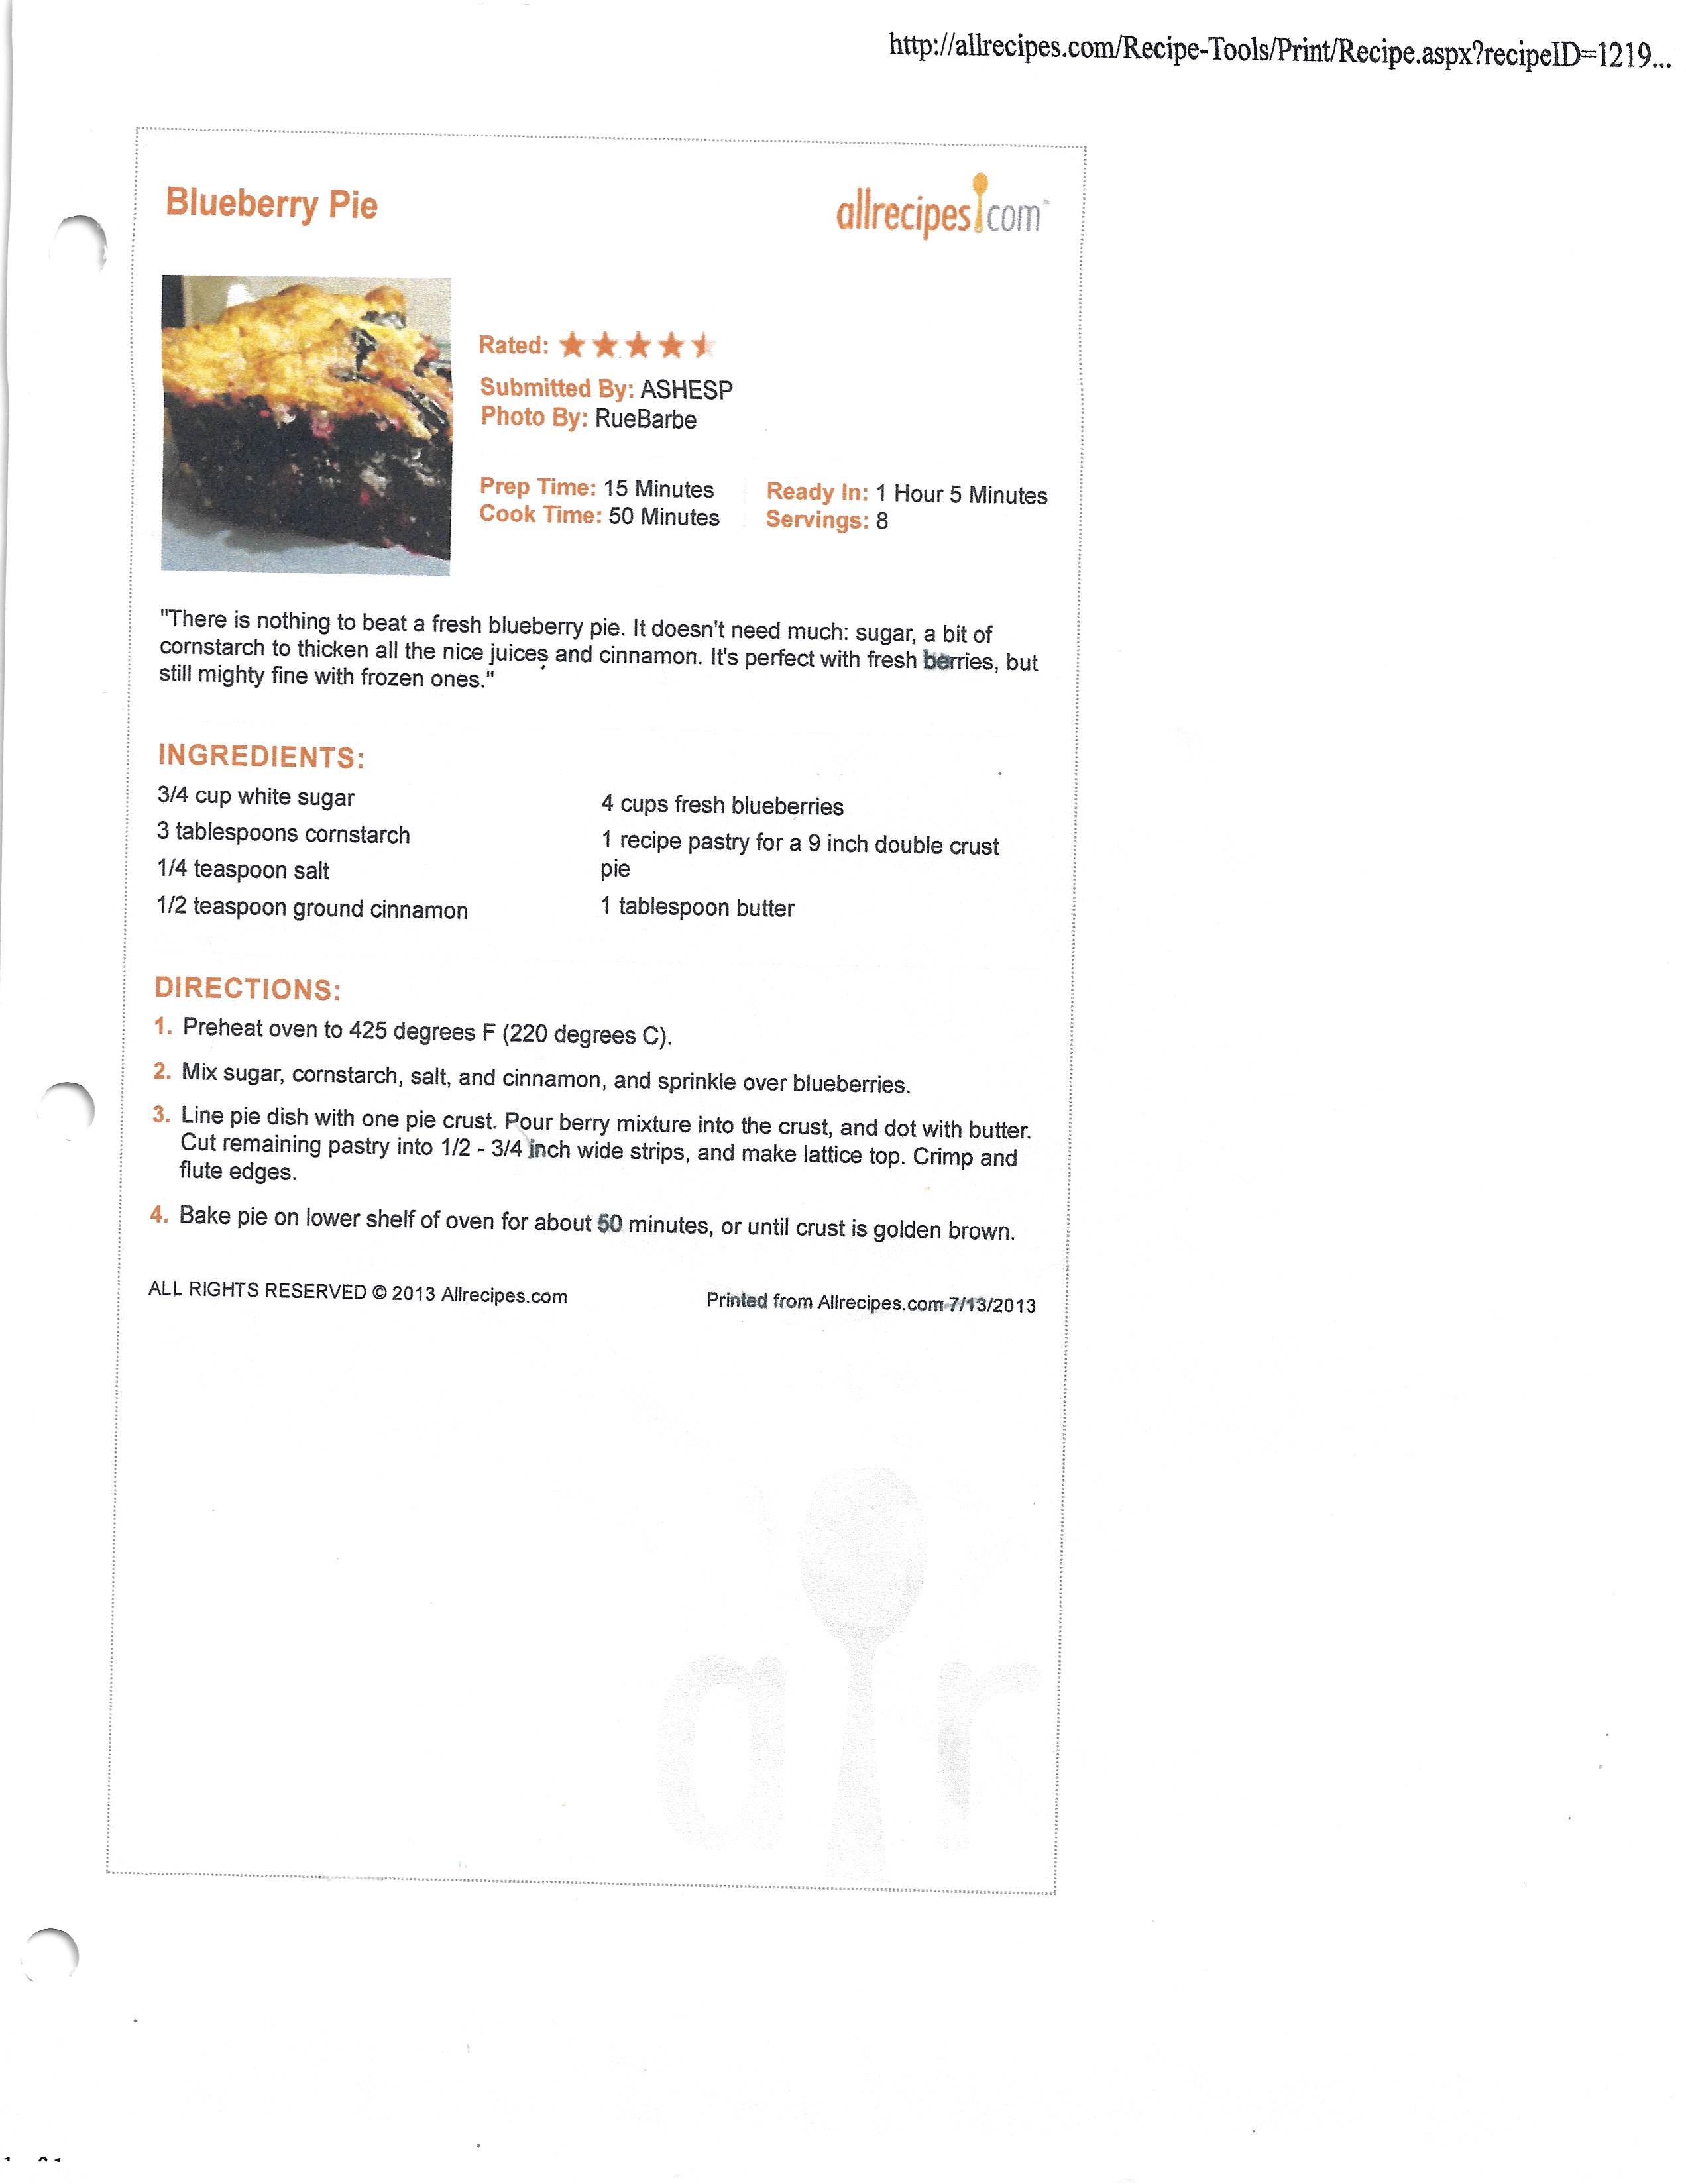 http://allrecipes.com/Recipe-Tools/Print/Recipe.aspx?recipeID=1219...
Blueberry Pie
allrecipes.com
Rated:
Submitted By: ASHESP
Photo By: RueBarbe
Prep Time: 15 Minutes
Cook Time: 50 Minutes
Ready In: 1 Hour 5 Minutes
Servings: 8
"There is nothing to beat a fresh blueberry pie. It doesn't need much: sugar, a bit of
cornstarch to thicken all the nice juices and cinnamon. It's perfect with fresh berries, but
still mighty fine with frozen ones."
INGREDIENTS:
3/4 cup white sugar
3 tablespoons cornstarch
1/4 teaspoon salt
1/2 teaspoon ground cinnamon
4 cups fresh blueberries
1 recipe pastry for a 9 inch double crust
pie
1 tablespoon butter
DIRECTIONS:
1. Preheat oven to 425 degrees F (220 degrees C).
2. Mix sugar, cornstarch, salt, and cinnamon, and sprinkle over blueberries.
3. Line pie dish with one pie crust. Pour berry mixture into the crust, and dot with butter.
Cut remaining pastry into 1/2 - 3/4 inch wide strips, and make lattice top. Crimp and
flute edges.
4. Bake pie on lower shelf of oven for about 50 minutes, or until crust is golden brown.
ALL RIGHTS RESERVED © 2013 Allrecipes.com
Printed from Allrecipes.com 7/13/2013
ar